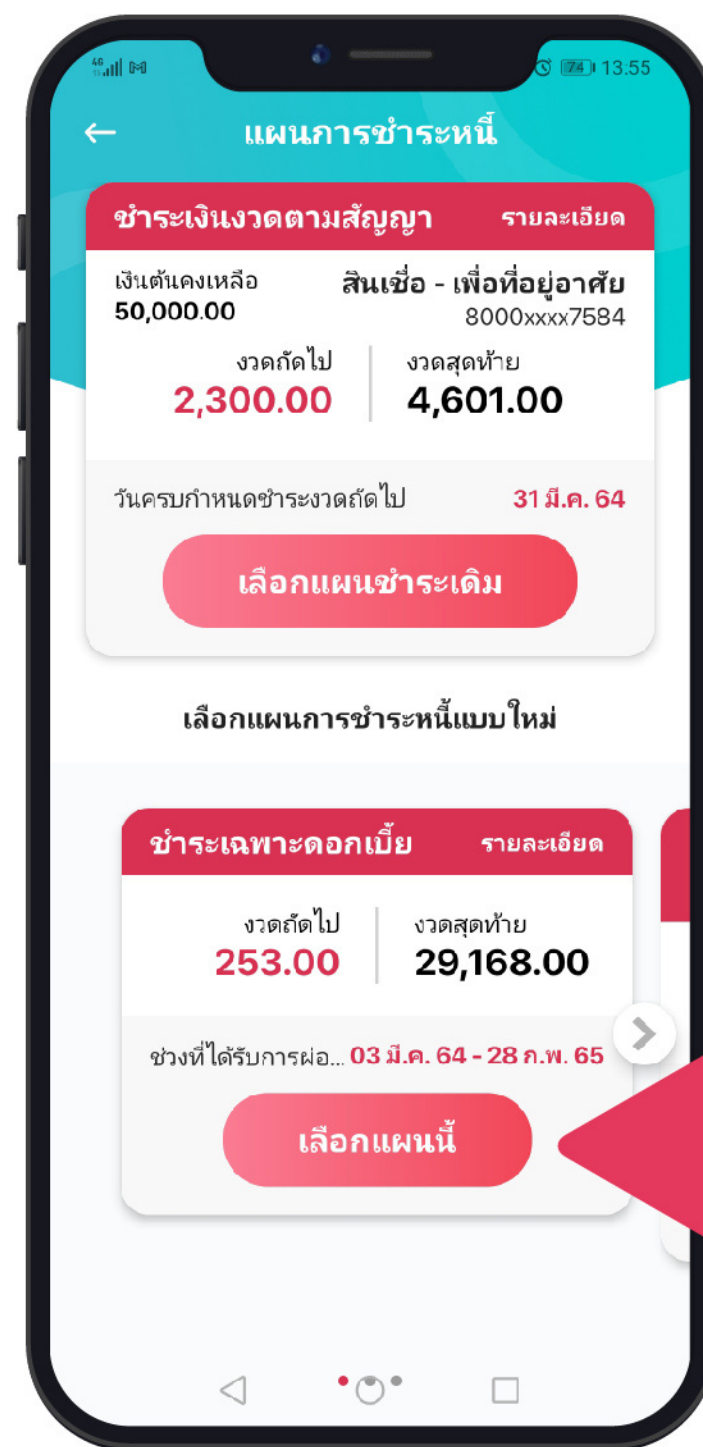 4G 74 13:55
แผนการชำระหนี้
ชำระเงินงวดตามสัญญา รายละเอียด
เงินต้นคงเหลือ สินเชื่อ - เพื่อที่อยู่อาศัย
50,000.00 8000xxxx7584
งวดถัดไป งวดสุดท้าย
2,300.00 4,601.00
วันครบกำหนดชำระงวดถัดไป 31 มี.ค. 64
เลือกแผนชำระเดิม
เลือกแผนการชำระหนี้แบบใหม่
ชำระเฉพาะดอกเบี้ย รายละเอียด
งวดถัดไป งวดสุดท้าย
253.00 29,168.00
ช่วงที่ได้รับการผ่อ... 03 มี.ค. 64 - 28 ก.พ. 65
เลือกแผนนี้